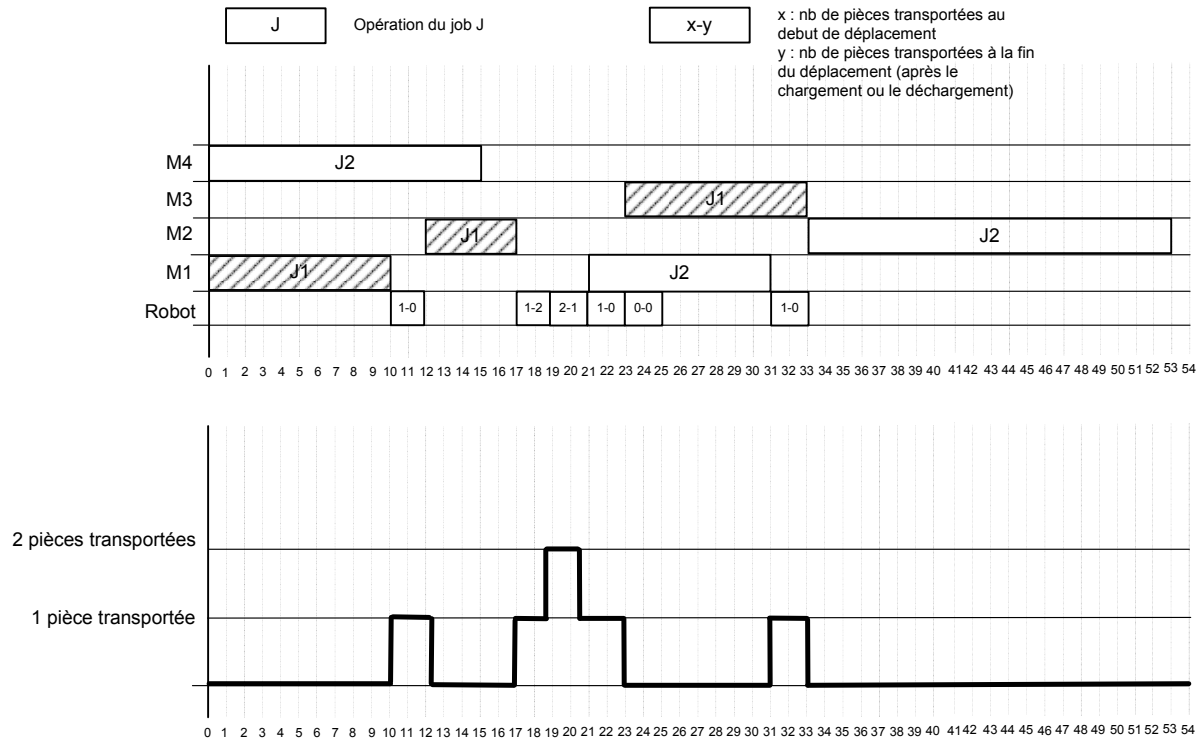 J
Opération du job J
x-y
x : nb de pièces transportées au
debut de déplacement
y : nb de pièces transportées à la fin
du déplacement (après le
chargement ou le déchargement)
M4
J2
M3
J1
M2
J1
J2
M1
J1
J2
Robot
1-0
1-2
2-1
1-0
0-0
1-0
0 1 2 3 4 5 6 7 8 9 10 11 12 13 14 15 16 17 18 19 20 21 22 23 24 25 26 27 28 29 30 31 32 33 34 35 36 37 38 39 40 41 42 43 44 45 46 47 48 49 50 51 52 53 54
2 pièces transportées
1 pièce transportée
0 1 2 3 4 5 6 7 8 9 10 11 12 13 14 15 16 17 18 19 20 21 22 23 24 25 26 27 28 29 30 31 32 33 34 35 36 37 38 39 40 41 42 43 44 45 46 47 48 49 50 51 52 53 54